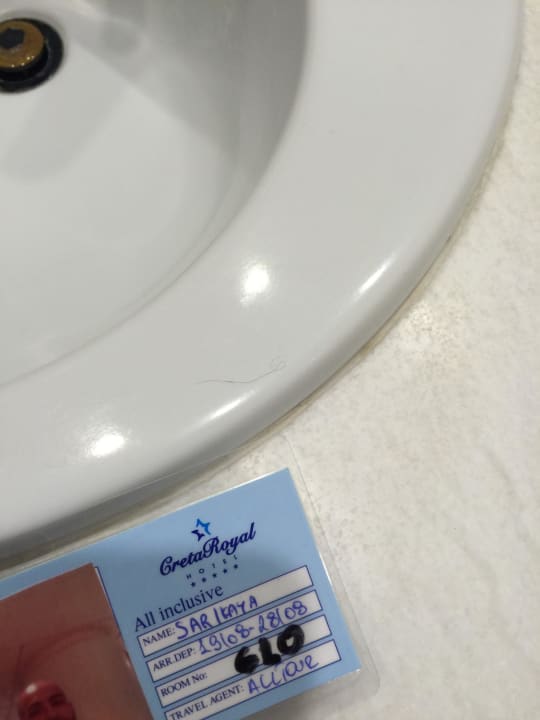 CretaRoyal
HOTEL
★★★★★
All inclusive
NAME: SARIKAYA
ARR.DEP: 19/08-28/08
ROOM No: 610
TRAVEL AGENT: